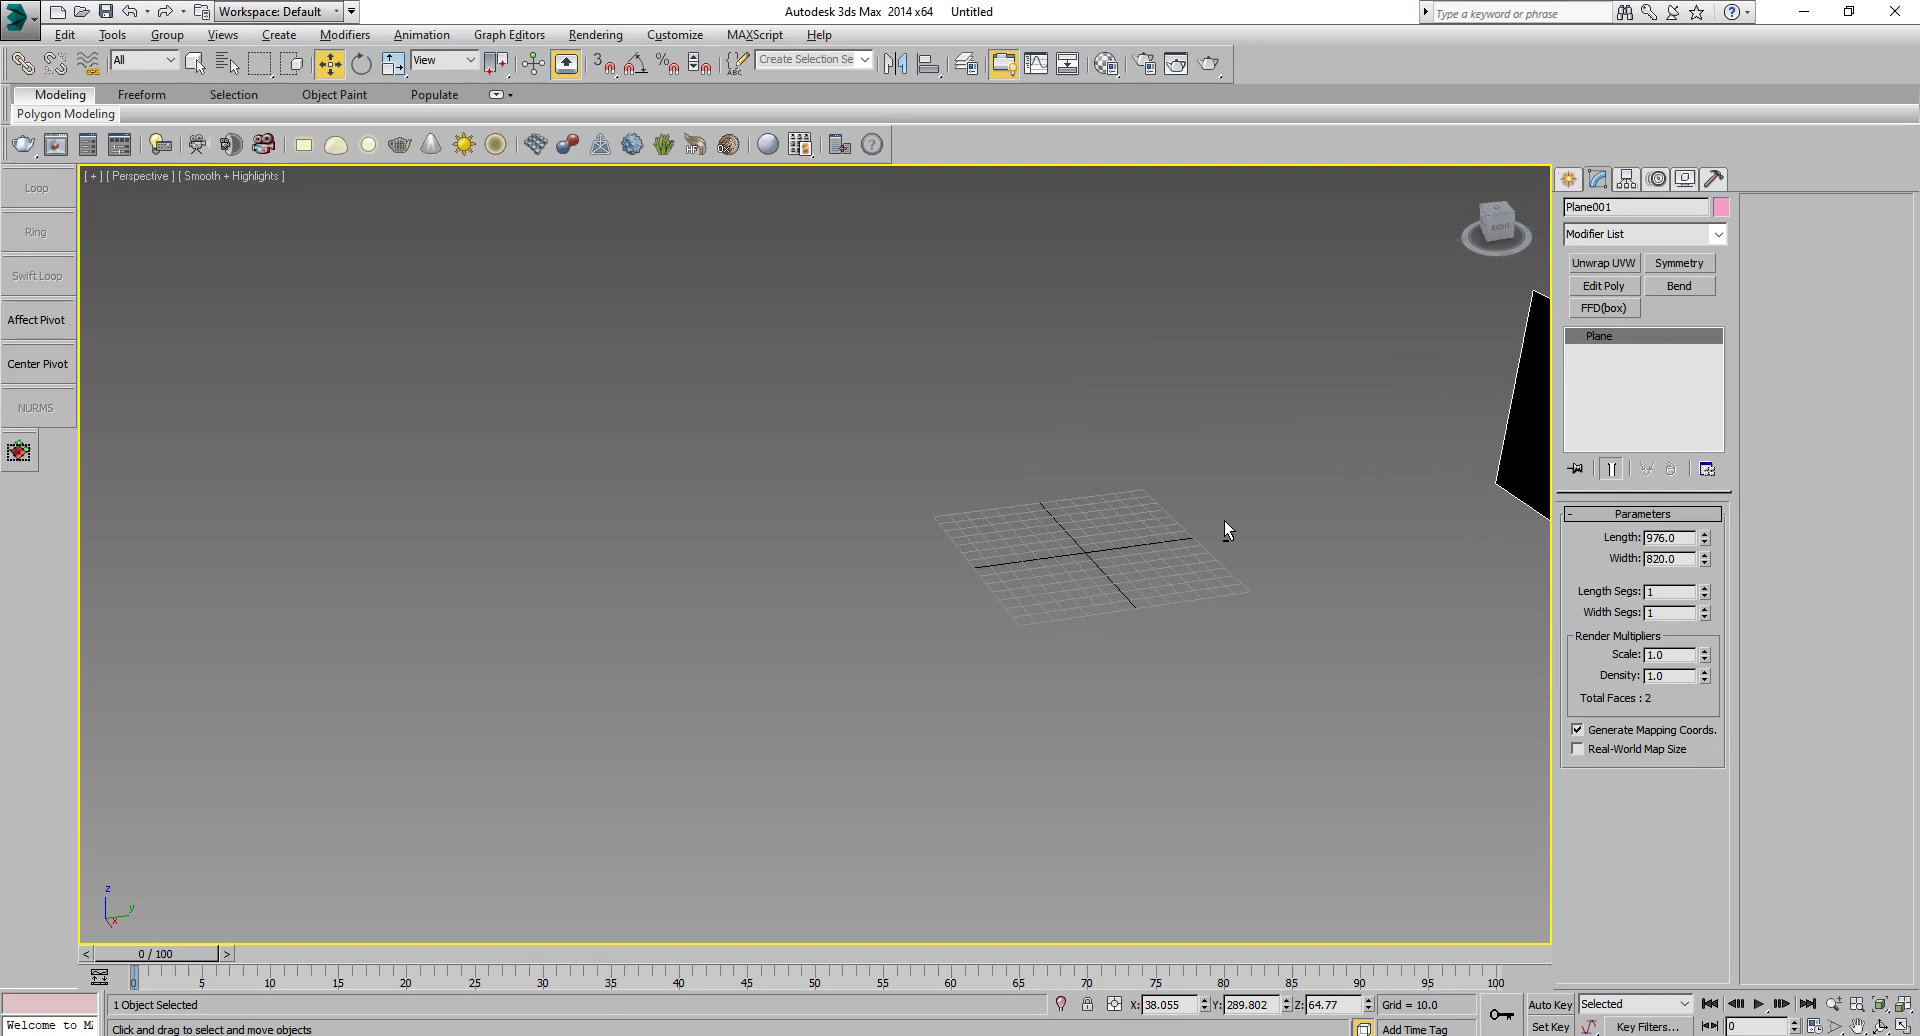 Workspace: Default
Autodesk 3ds Max 2014 x64 Untitled
Type a keyword or phrase
Edit Tools Group Views Create Modifiers Animation Graph Editors Rendering Customize MAXScript Help
All View Create Selection Se
Modeling Freeform Selection Object Paint Populate
Polygon Modeling
[ + ] [ Perspective ] [ Smooth + Highlights ]
Loop
Ring
Swift Loop
Affect Pivot
Center Pivot
NURMS
RIGHT
Plane001
Modifier List
Unwrap UVW Symmetry
Edit Poly Bend
FFD(box)
Plane
- Parameters
Length: 976.0
Width: 820.0
Length Segs: 1
Width Segs: 1
Render Multipliers
Scale: 1.0
Density: 1.0
Total Faces : 2
Generate Mapping Coords.
Real-World Map Size
z
y
x
< 0 / 100 >
0 5 10 15 20 25 30 35 40 45 50 55 60 65 70 75 80 85 90 95 100
1 Object Selected X: 38.055 Y: 289.802 Z: 64.77 Grid = 10.0 Auto Key Selected
Welcome to MA Click and drag to select and move objects Add Time Tag Set Key Key Filters... 0